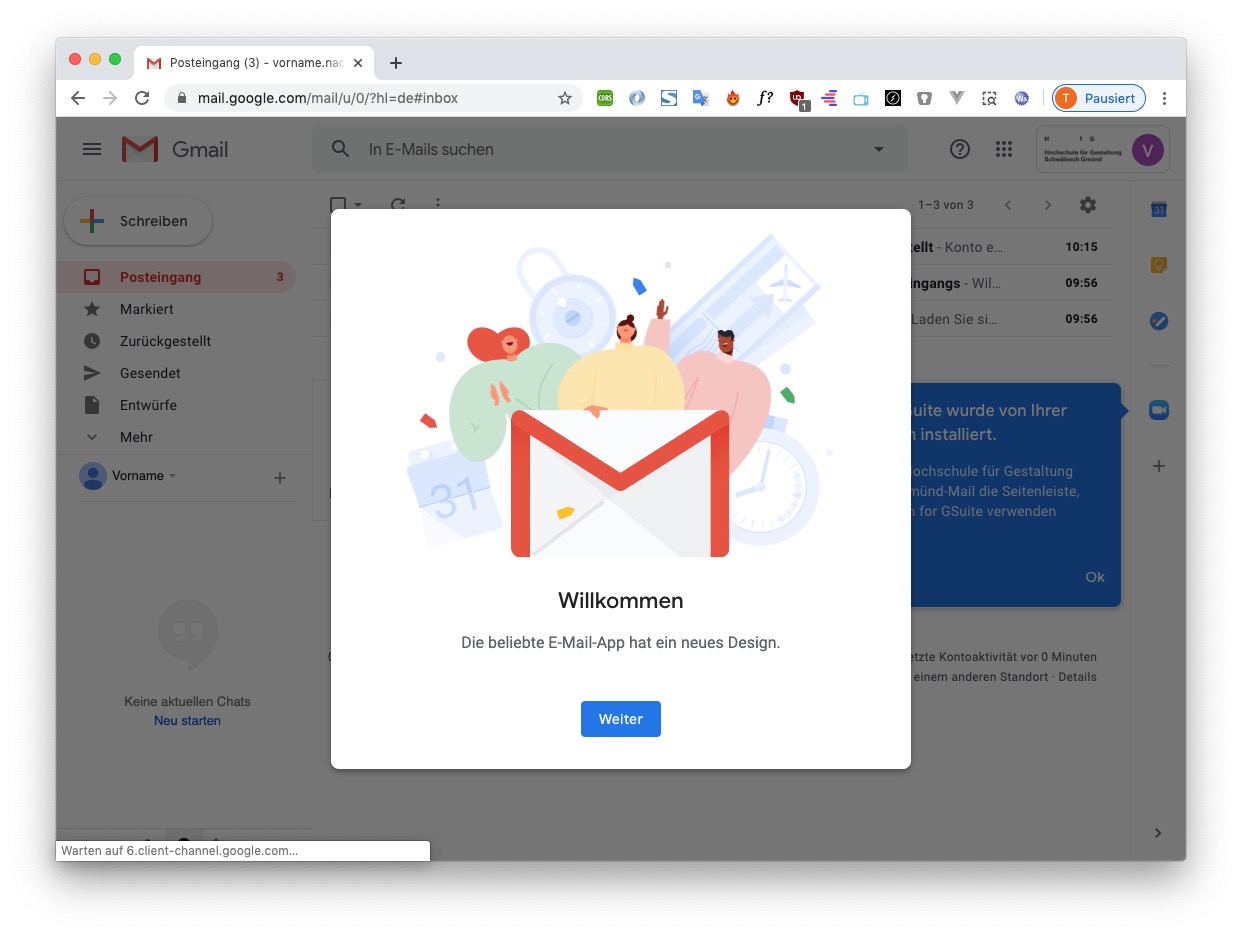 Posteingang (3) - vorname.nac
mail.google.com/mail/u/0/?hl=de#inbox
CORS
f?
1
Ws
T Pausiert
Gmail
In E-Mails suchen
H f G
Hochschule für Gestaltung
Schwäbisch Gmünd
V
Schreiben
1–3 von 3
31
Posteingang 3
Markiert
Zurückgestellt
Gesendet
Entwürfe
Mehr
Vorname
Keine aktuellen Chats
Neu starten
ellt - Konto e… 10:15
ingangs - Wil… 09:56
Laden Sie si… 09:56
31
Willkommen
Die beliebte E-Mail-App hat ein neues Design.
Weiter
Suite wurde von Ihrer
installiert.
ochschule für Gestaltung
münd-Mail die Seitenleiste,
for GSuite verwenden
Ok
etzte Kontoaktivität vor 0 Minuten
einem anderen Standort · Details
Warten auf 6.client-channel.google.com...